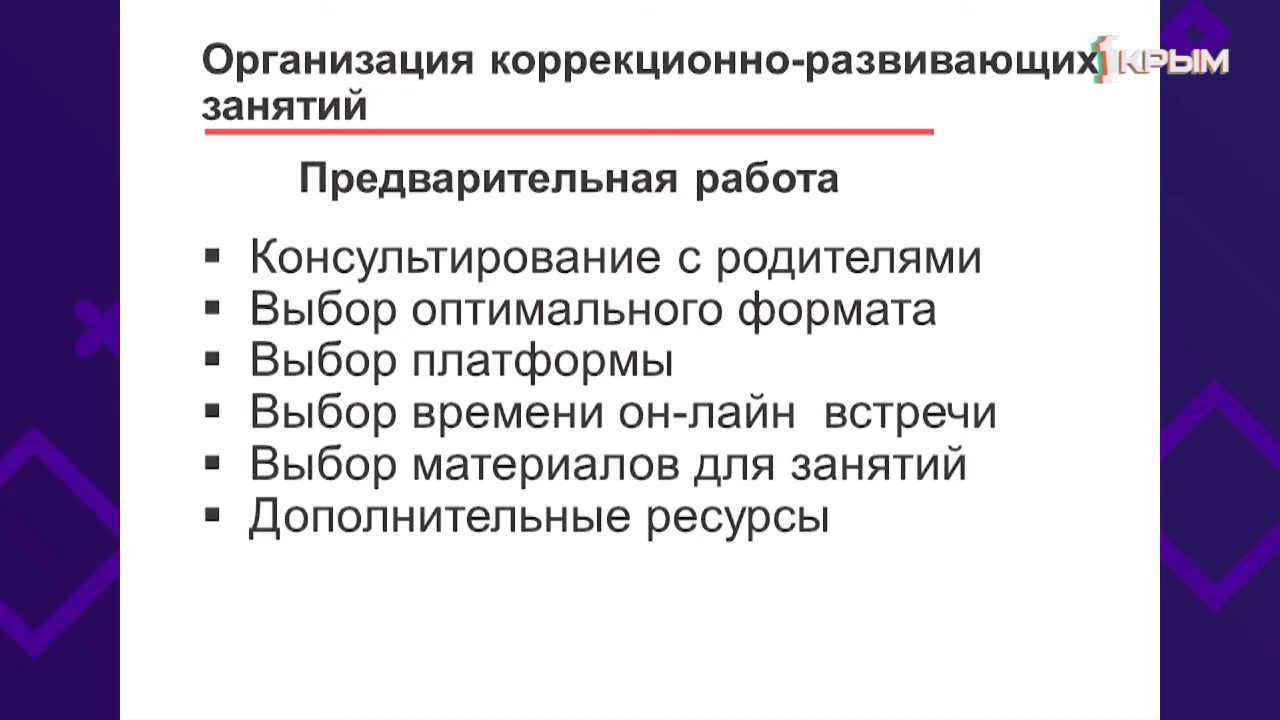 Организация коррекционно-развивающих
занятий
1 КРЫМ
Предварительная работа
▪ Консультирование с родителями
▪ Выбор оптимального формата
▪ Выбор платформы
▪ Выбор времени он-лайн  встречи
▪ Выбор материалов для занятий
▪ Дополнительные ресурсы